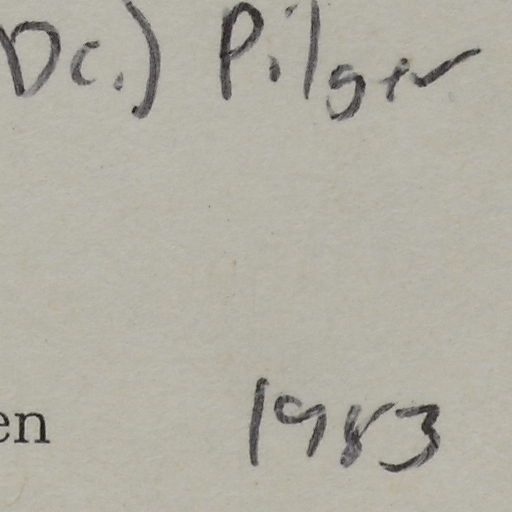 DC.) Pilger
en 1983